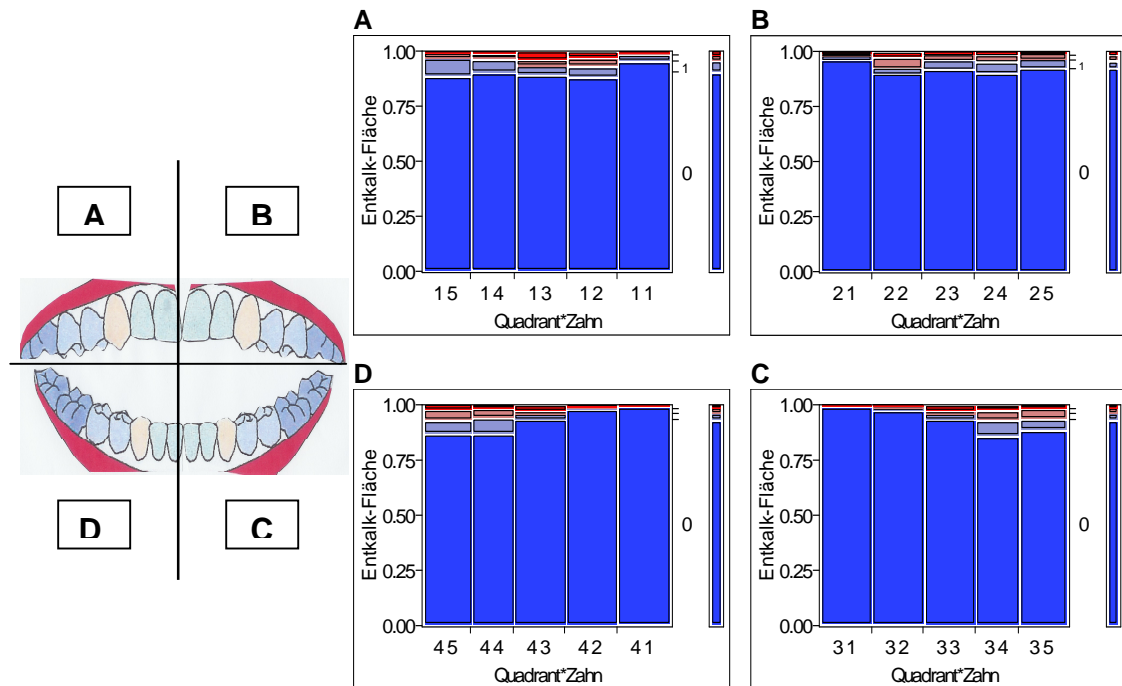 A
B
D
C
A
1.00
0.75
0.50
0.25
0.00
Entkalk-Fläche
15 14 13 12 11
Quadrant*Zahn
1
0
B
1.00
0.75
0.50
0.25
0.00
Entkalk-Fläche
21 22 23 24 25
Quadrant*Zahn
1
0
D
1.00
0.75
0.50
0.25
0.00
Entkalk-Fläche
45 44 43 42 41
Quadrant*Zahn
0
C
1.00
0.75
0.50
0.25
0.00
Entkalk-Fläche
31 32 33 34 35
Quadrant*Zahn
0